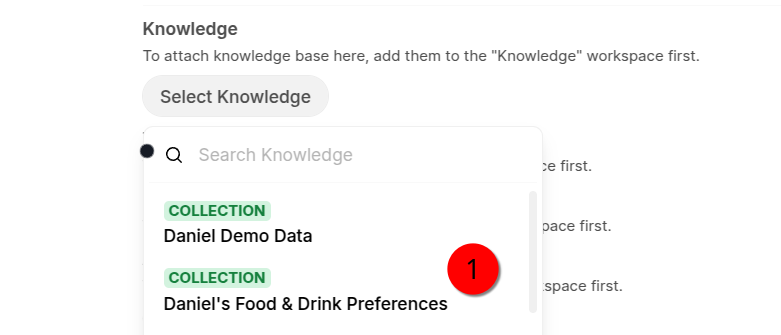 Knowledge
To attach knowledge base here, add them to the "Knowledge" workspace first.
Select Knowledge
Search Knowledge
ce first.
COLLECTION
Daniel Demo Data
pace first.
COLLECTION
1
Daniel's Food & Drink Preferences
space first.